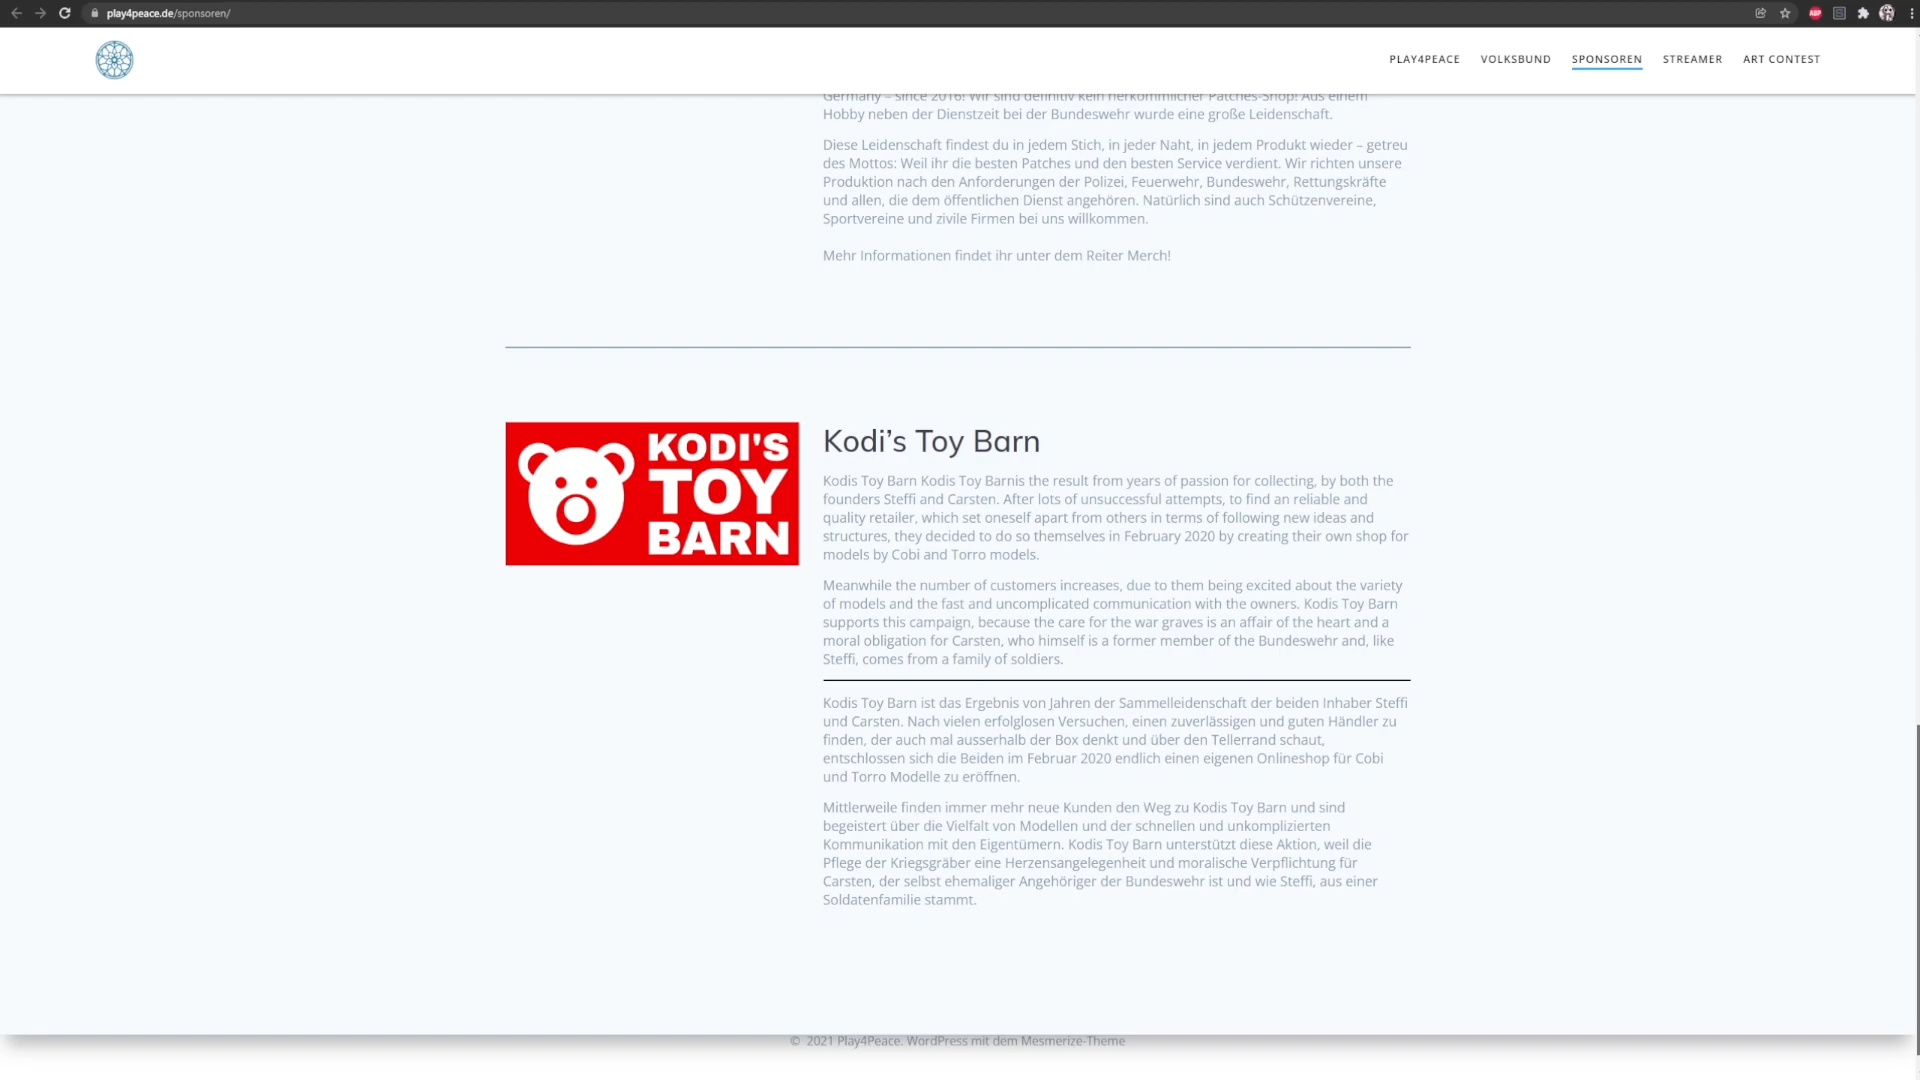 play4peace.de/sponsoren/
ABP
PLAY4PEACE VOLKSBUND SPONSOREN STREAMER ART CONTEST
Germany – since 2016! Wir sind definitiv kein herkömmlicher Patches-Shop! Aus einem
Hobby neben der Dienstzeit bei der Bundeswehr wurde eine große Leidenschaft.
Diese Leidenschaft findest du in jedem Stich, in jeder Naht, in jedem Produkt wieder – getreu
des Mottos: Weil ihr die besten Patches und den besten Service verdient. Wir richten unsere
Produktion nach den Anforderungen der Polizei, Feuerwehr, Bundeswehr, Rettungskräfte
und allen, die dem öffentlichen Dienst angehören. Natürlich sind auch Schützenvereine,
Sportvereine und zivile Firmen bei uns willkommen.
Mehr Informationen findet ihr unter dem Reiter Merch!
KODI'S
TOY
BARN
Kodi’s Toy Barn
Kodis Toy Barn Kodis Toy Barnis the result from years of passion for collecting, by both the
founders Steffi and Carsten. After lots of unsuccessful attempts, to find an reliable and
quality retailer, which set oneself apart from others in terms of following new ideas and
structures, they decided to do so themselves in February 2020 by creating their own shop for
models by Cobi and Torro models.
Meanwhile the number of customers increases, due to them being excited about the variety
of models and the fast and uncomplicated communication with the owners. Kodis Toy Barn
supports this campaign, because the care for the war graves is an affair of the heart and a
moral obligation for Carsten, who himself is a former member of the Bundeswehr and, like
Steffi, comes from a family of soldiers.
Kodis Toy Barn ist das Ergebnis von Jahren der Sammelleidenschaft der beiden Inhaber Steffi
und Carsten. Nach vielen erfolglosen Versuchen, einen zuverlässigen und guten Händler zu
finden, der auch mal ausserhalb der Box denkt und über den Tellerrand schaut,
entschlossen sich die Beiden im Februar 2020 endlich einen eigenen Onlineshop für Cobi
und Torro Modelle zu eröffnen.
Mittlerweile finden immer mehr neue Kunden den Weg zu Kodis Toy Barn und sind
begeistert über die Vielfalt von Modellen und der schnellen und unkomplizierten
Kommunikation mit den Eigentümern. Kodis Toy Barn unterstützt diese Aktion, weil die
Pflege der Kriegsgräber eine Herzensangelegenheit und moralische Verpflichtung für
Carsten, der selbst ehemaliger Angehöriger der Bundeswehr ist und wie Steffi, aus einer
Soldatenfamilie stammt.
© 2021 Play4Peace. WordPress mit dem Mesmerize-Theme